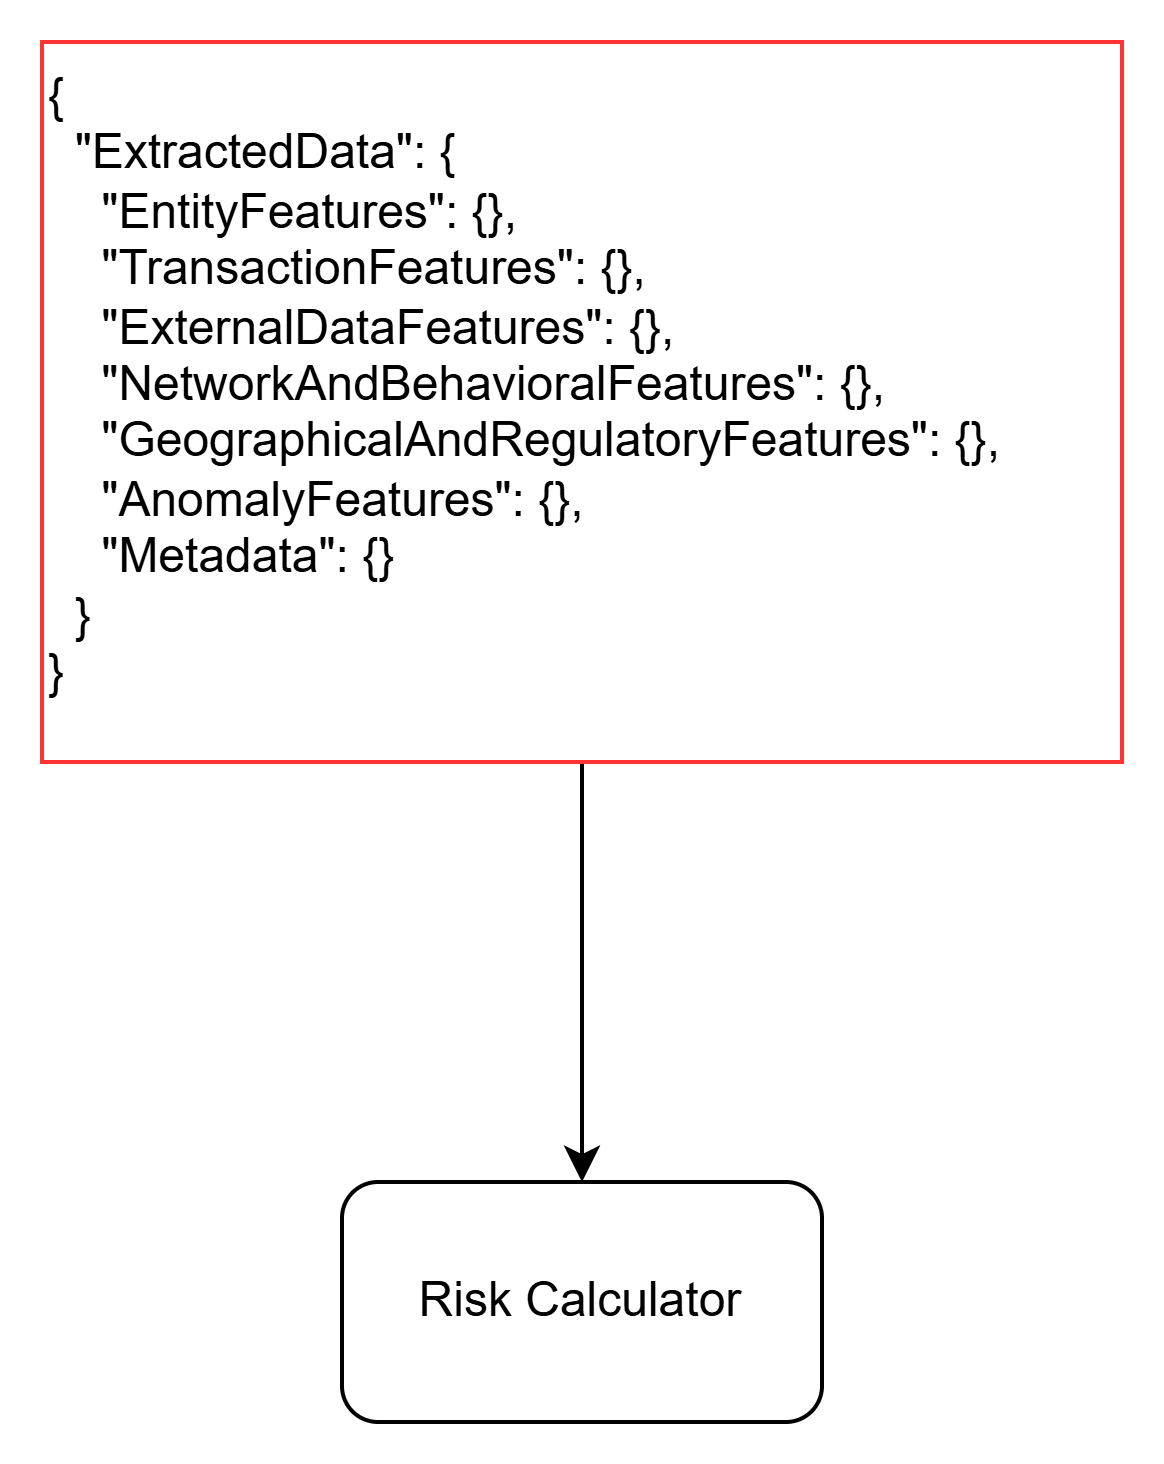 {
"ExtractedData": {
"EntityFeatures": {},
"TransactionFeatures": {},
"ExternalDataFeatures": {},
"NetworkAndBehavioralFeatures": {},
"GeographicalAndRegulatoryFeatures": {},
"AnomalyFeatures": {},
"Metadata": {}
}
}
Risk Calculator